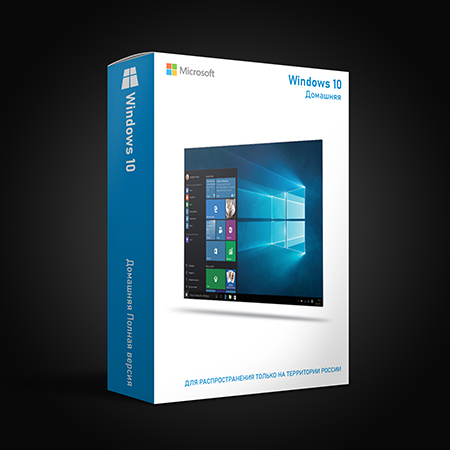 Microsoft
Windows 10
Домашняя
Windows 10
Домашняя Полная версия
ДЛЯ РАСПРОСТРАНЕНИЯ ТОЛЬКО НА ТЕРРИТОРИИ РОССИИ